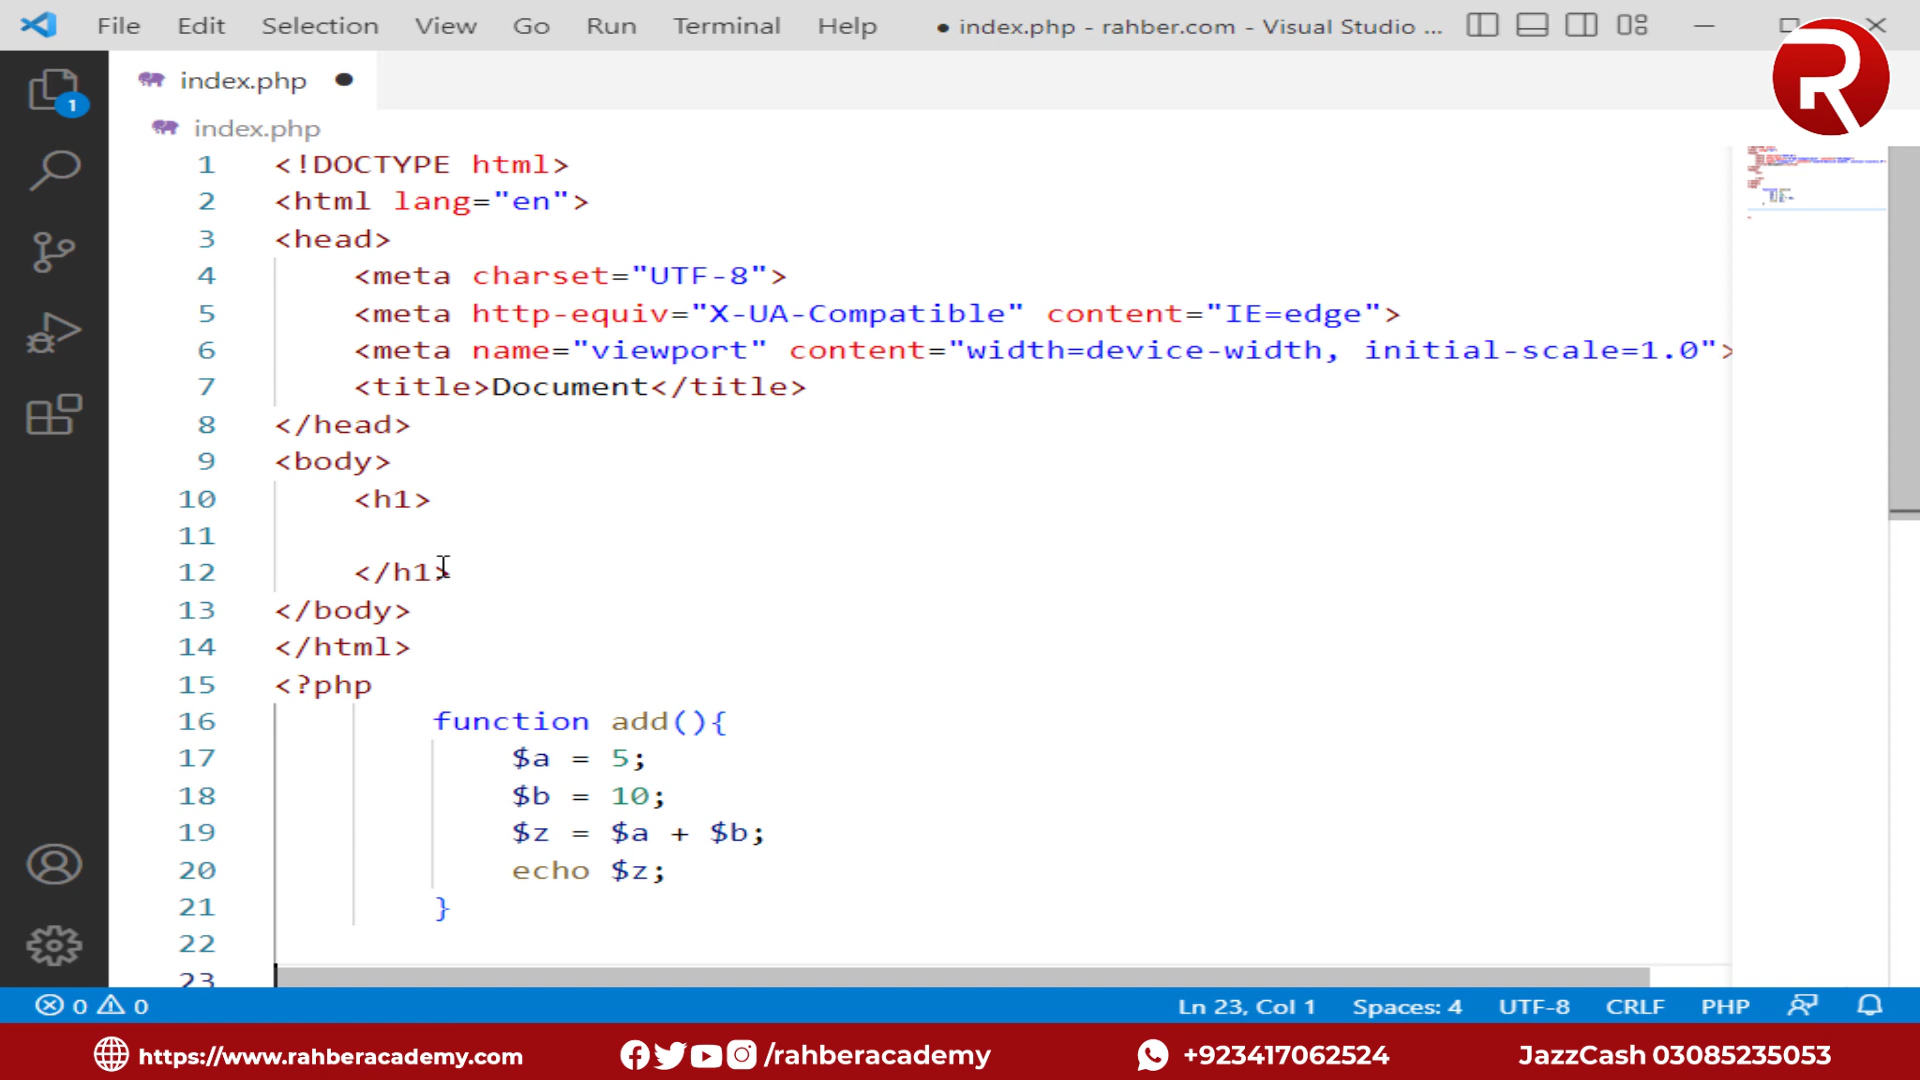 File Edit Selection View Go Run Terminal Help ● index.php - rahber.com - Visual Studio ...
index.php ●
1
index.php
1 <!DOCTYPE html>
2 <html lang="en">
3 <head>
4 <meta charset="UTF-8">
5 <meta http-equiv="X-UA-Compatible" content="IE=edge">
6 <meta name="viewport" content="width=device-width, initial-scale=1.0">
7 <title>Document</title>
8 </head>
9 <body>
10 <h1>
11
12 </h1>
13 </body>
14 </html>
15 <?php
16 function add(){
17 $a = 5;
18 $b = 10;
19 $z = $a + $b;
20 echo $z;
21 }
22
23
0 0 Ln 23, Col 1 Spaces: 4 UTF-8 CRLF PHP
https://www.rahberacademy.com /rahberacademy +923417062524 JazzCash 03085235053
R